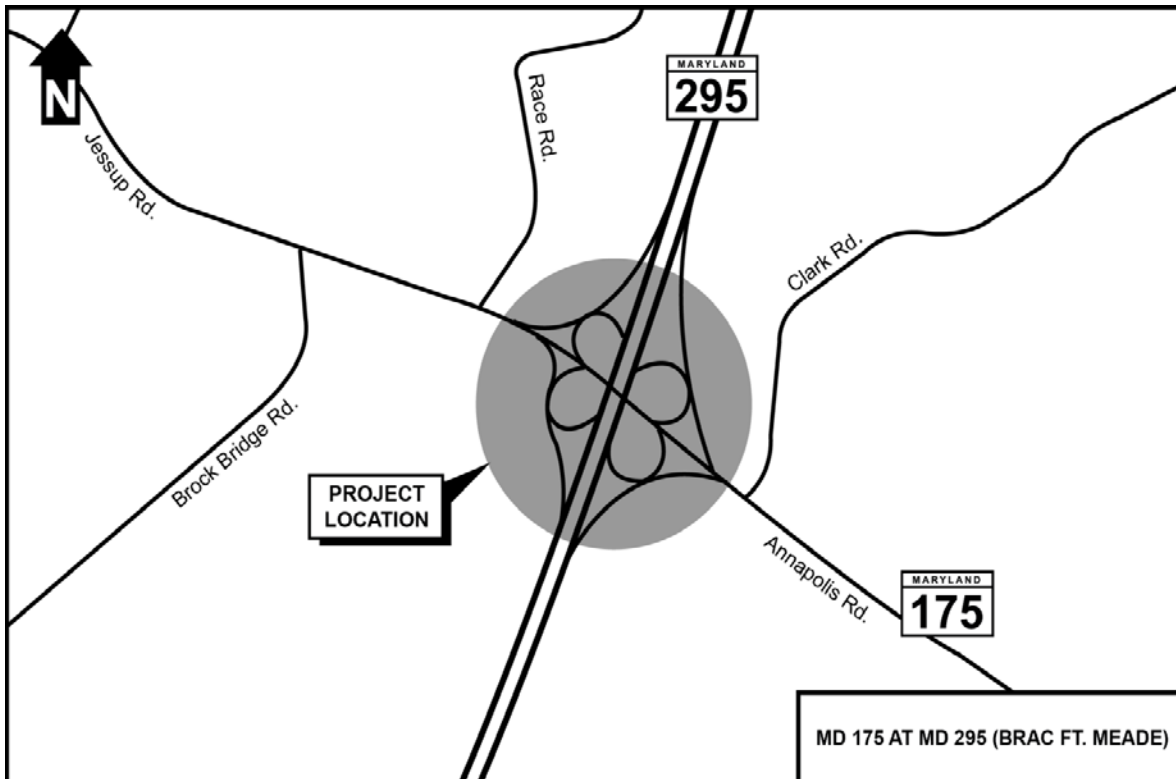 MARYLAND
295
N
Race Rd.
Jessup Rd.
Clark Rd.
Brock Bridge Rd.
PROJECT
LOCATION
Annapolis Rd.
MARYLAND
175
MD 175 AT MD 295 (BRAC FT. MEADE)